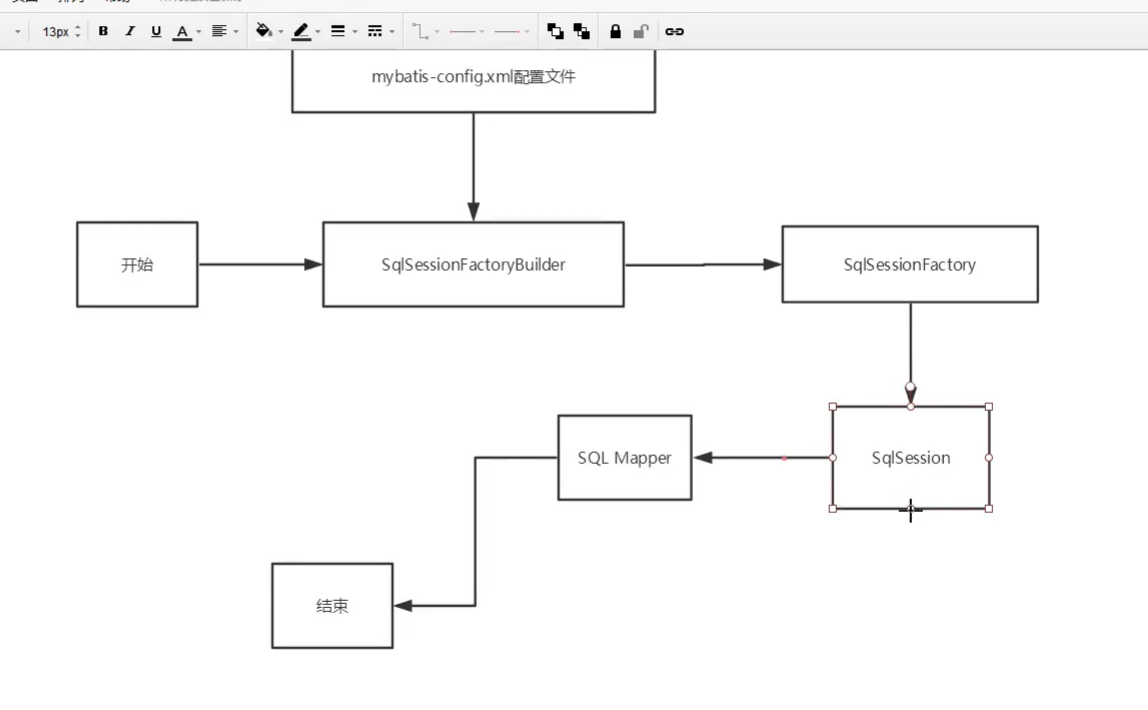 13px
B
I
U
A
mybatis-config.xml配置文件
开始
SqlSessionFactoryBuilder
SqlSessionFactory
SQL Mapper
SqlSession
结束